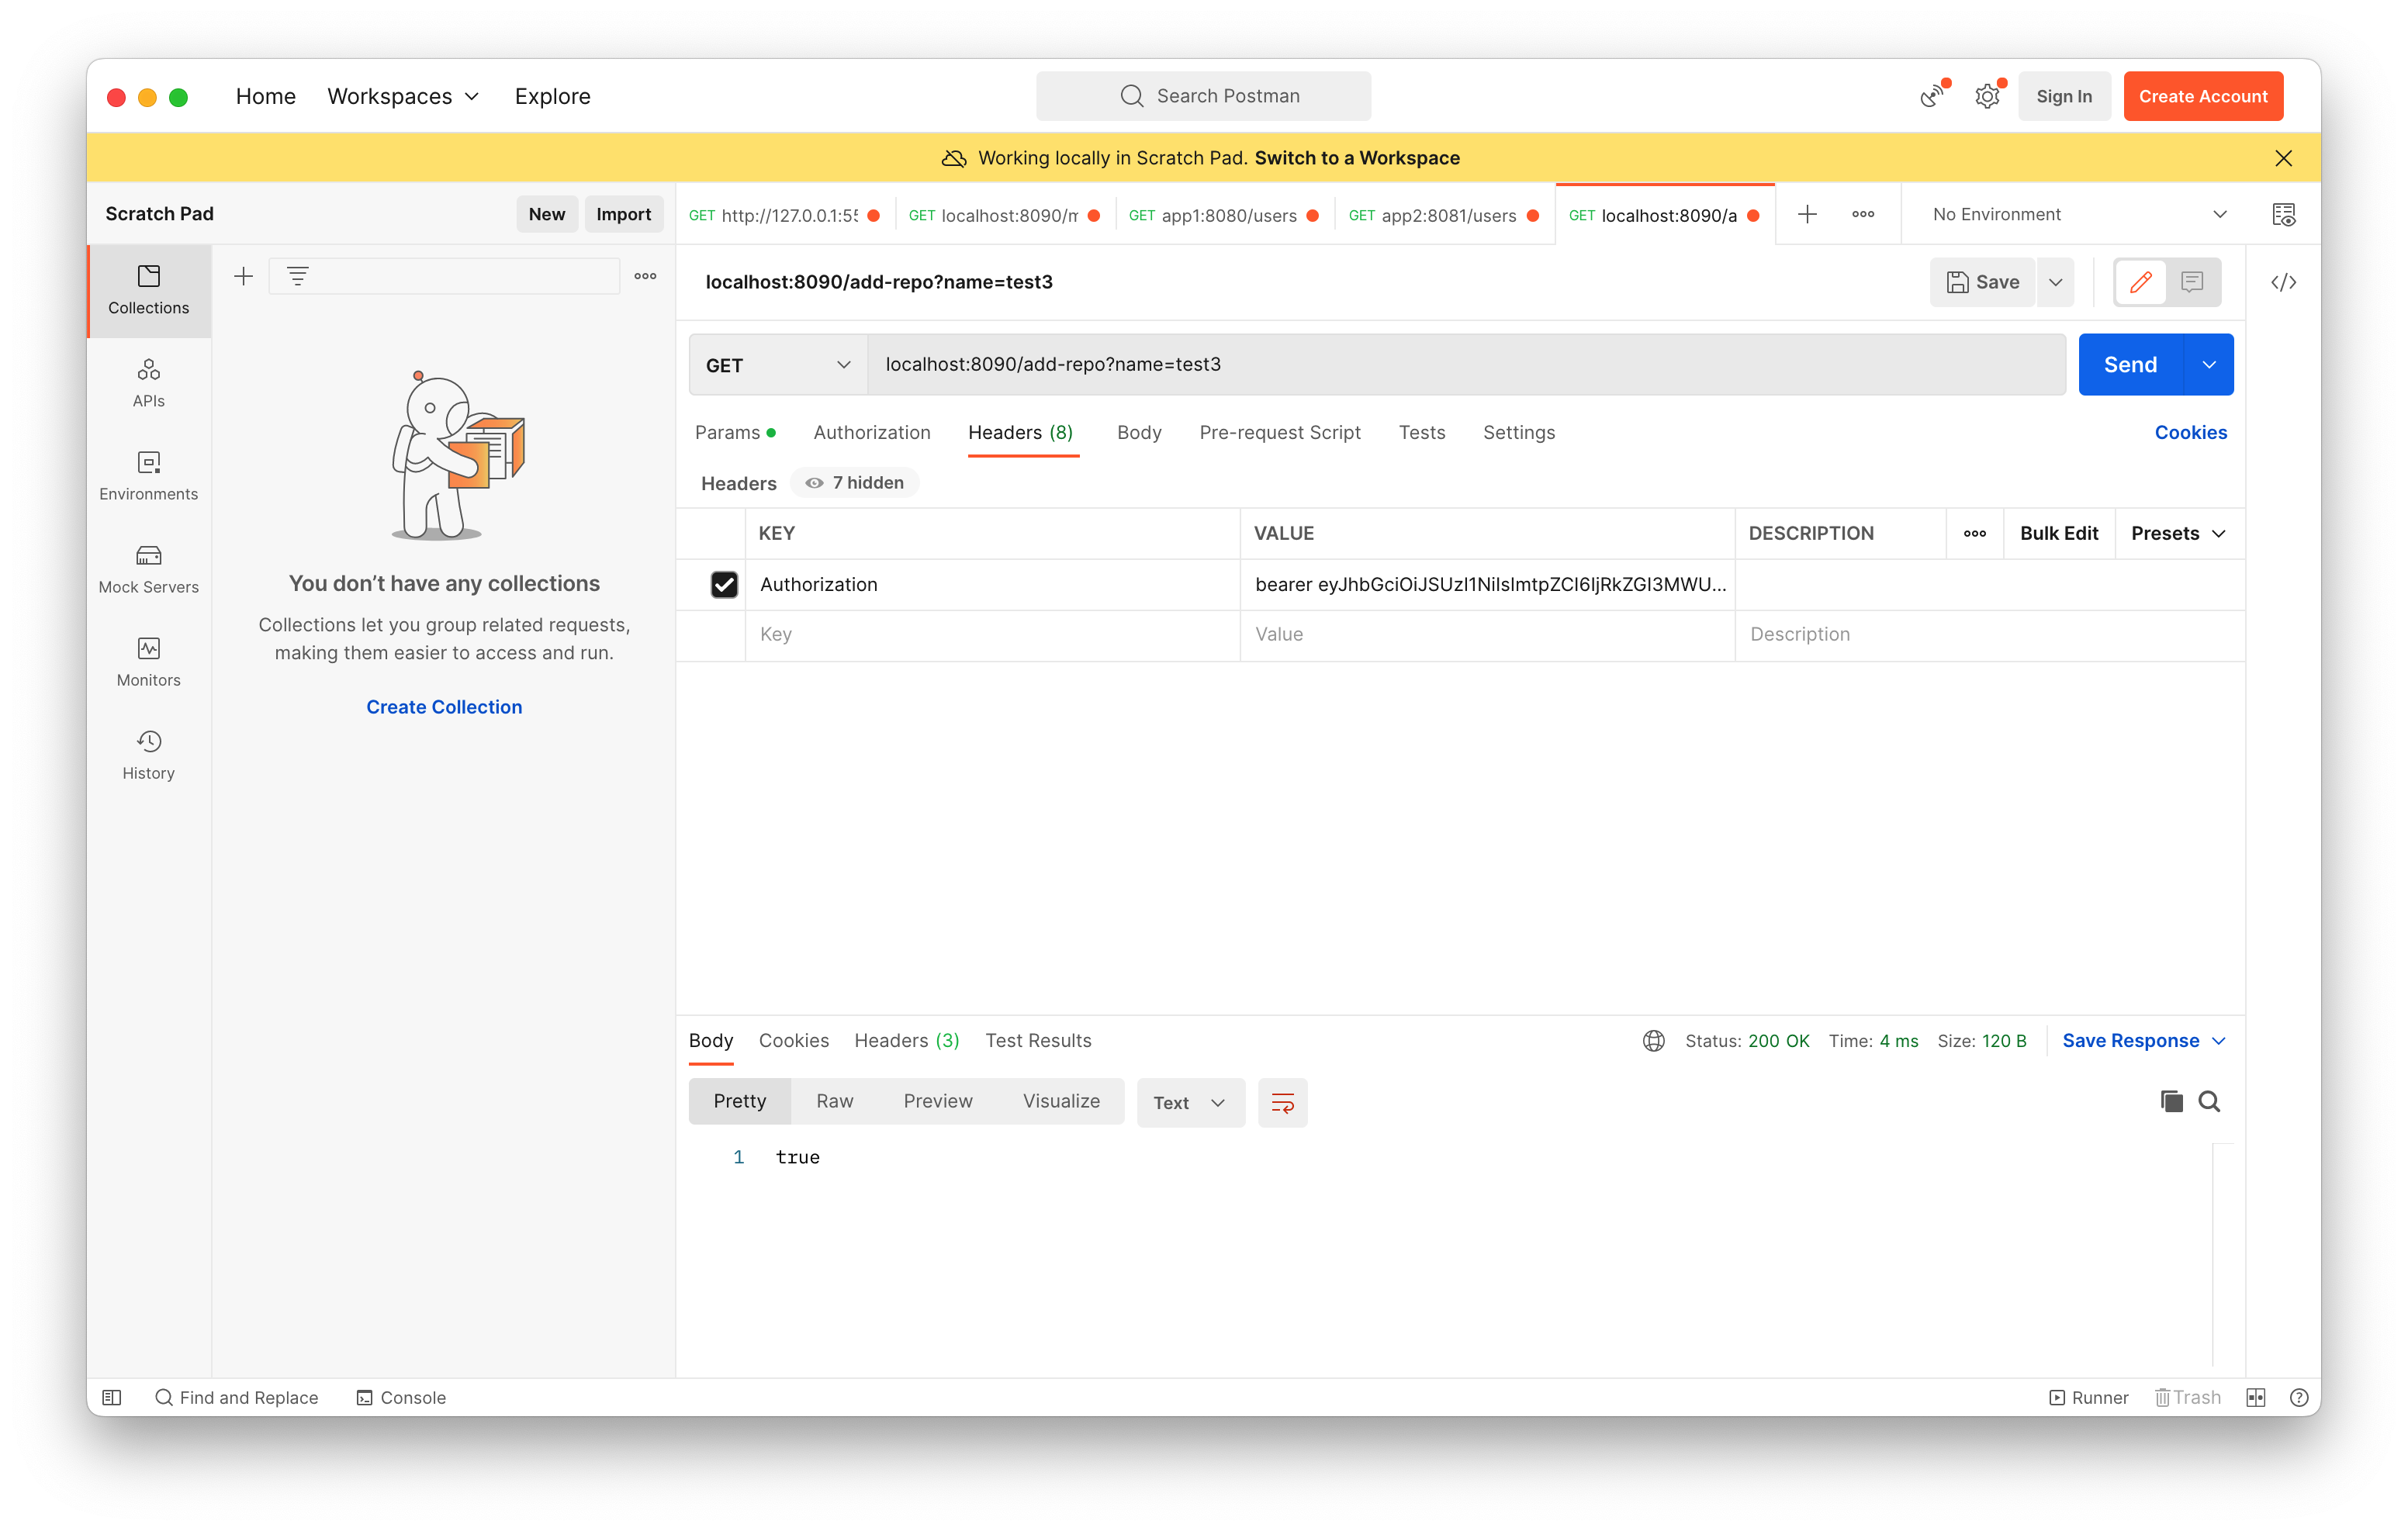 Home Workspaces Explore Search Postman Sign In Create Account
Working locally in Scratch Pad. Switch to a Workspace
Scratch Pad New Import
GET http://127.0.0.1:55 GET localhost:8090/m GET app1:8080/users GET app2:8081/users GET localhost:8090/a No Environment
Collections
APIs
Environments
Mock Servers
Monitors
History
You don’t have any collections
Collections let you group related requests,
making them easier to access and run.
Create Collection
localhost:8090/add-repo?name=test3 Save
GET localhost:8090/add-repo?name=test3 Send
Params Authorization Headers (8) Body Pre-request Script Tests Settings Cookies
Headers 7 hidden
KEY VALUE DESCRIPTION Bulk Edit Presets
Authorization bearer eyJhbGciOiJSUzI1NiIsImtpZCI6IjRkZGI3MWU...
Key Value Description
Body Cookies Headers (3) Test Results Status: 200 OK Time: 4 ms Size: 120 B Save Response
Pretty Raw Preview Visualize Text
1 true
Find and Replace Console Runner Trash